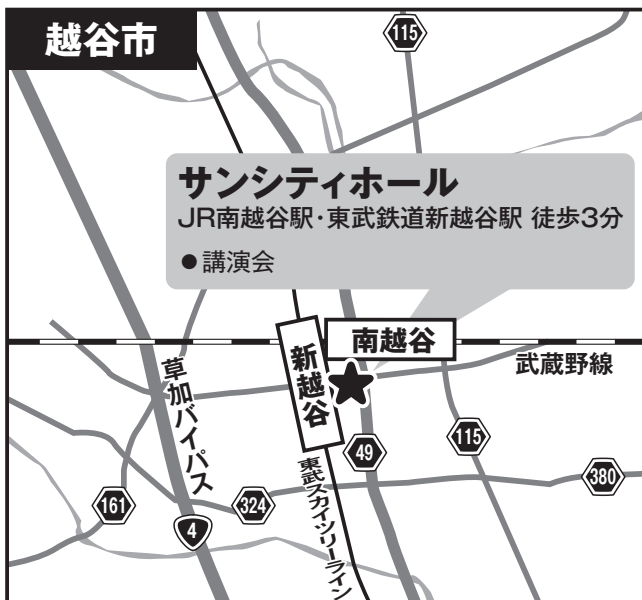 越谷市
115
サンシティホール
JR南越谷駅・東武鉄道新越谷駅 徒歩3分
●講演会
南越谷
新越谷
武蔵野線
草加バイパス
49
115
380
161
324
4
東武スカイツリーライン